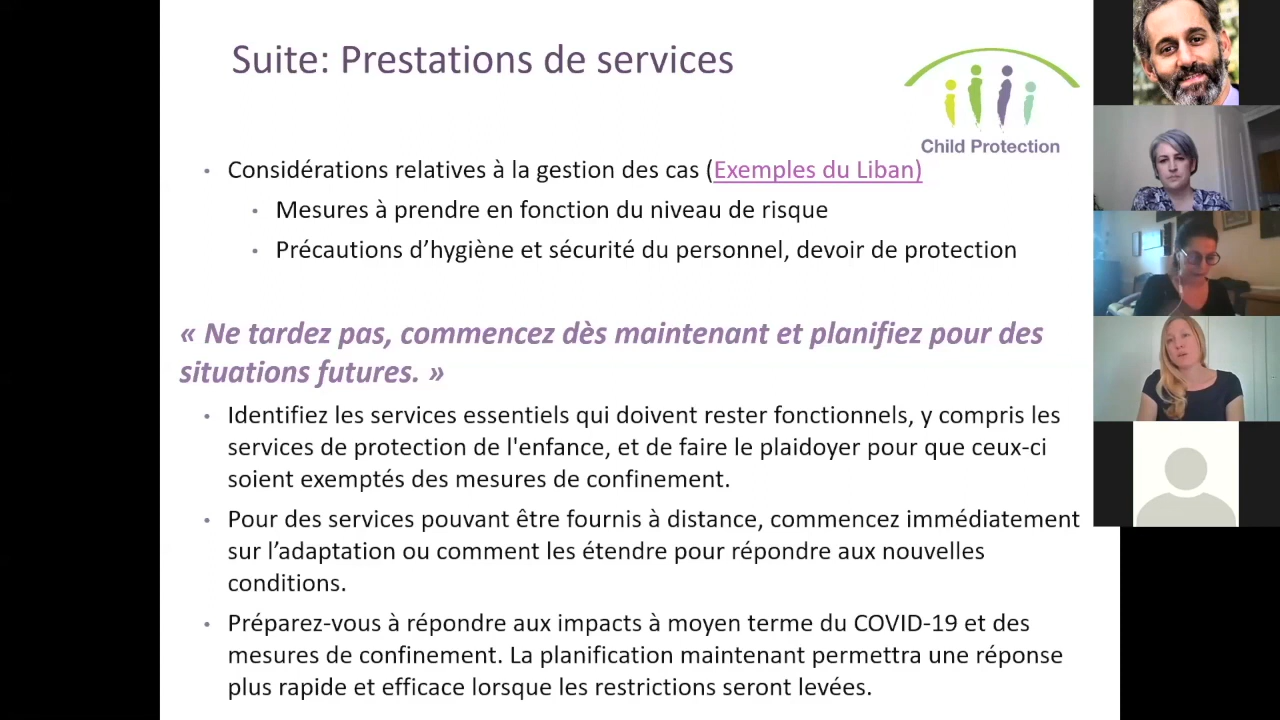 Suite: Prestations de services
Child Protection
• Considérations relatives à la gestion des cas (Exemples du Liban)
• Mesures à prendre en fonction du niveau de risque
• Précautions d’hygiène et sécurité du personnel, devoir de protection
« Ne tardez pas, commencez dès maintenant et planifiez pour des
situations futures. »
• Identifiez les services essentiels qui doivent rester fonctionnels, y compris les
services de protection de l'enfance, et de faire le plaidoyer pour que ceux-ci
soient exemptés des mesures de confinement.
• Pour des services pouvant être fournis à distance, commencez immédiatement
sur l’adaptation ou comment les étendre pour répondre aux nouvelles
conditions.
• Préparez-vous à répondre aux impacts à moyen terme du COVID-19 et des
mesures de confinement. La planification maintenant permettra une réponse
plus rapide et efficace lorsque les restrictions seront levées.